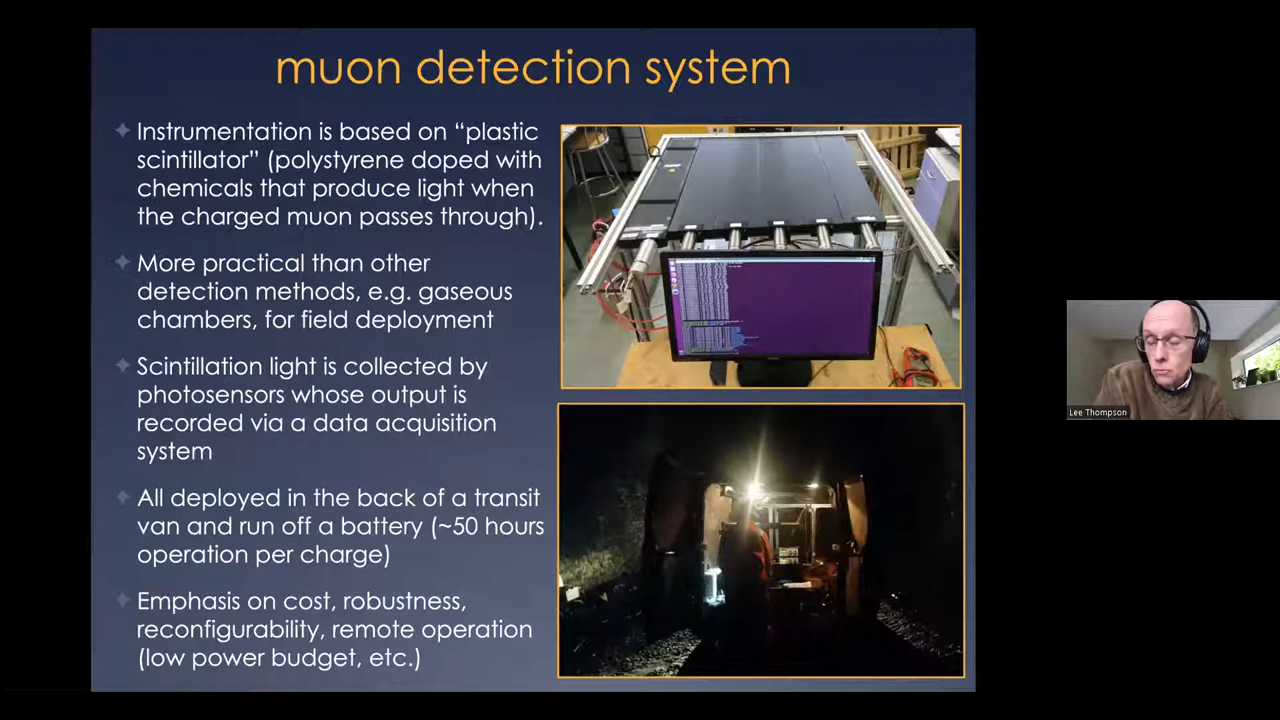 muon detection system
Instrumentation is based on “plastic
scintillator” (polystyrene doped with
chemicals that produce light when
the charged muon passes through).
More practical than other
detection methods, e.g. gaseous
chambers, for field deployment
Scintillation light is collected by
photosensors whose output is
recorded via a data acquisition
system
All deployed in the back of a transit
van and run off a battery (~50 hours
operation per charge)
Emphasis on cost, robustness,
reconfigurability, remote operation
(low power budget, etc.)
Lee Thompson